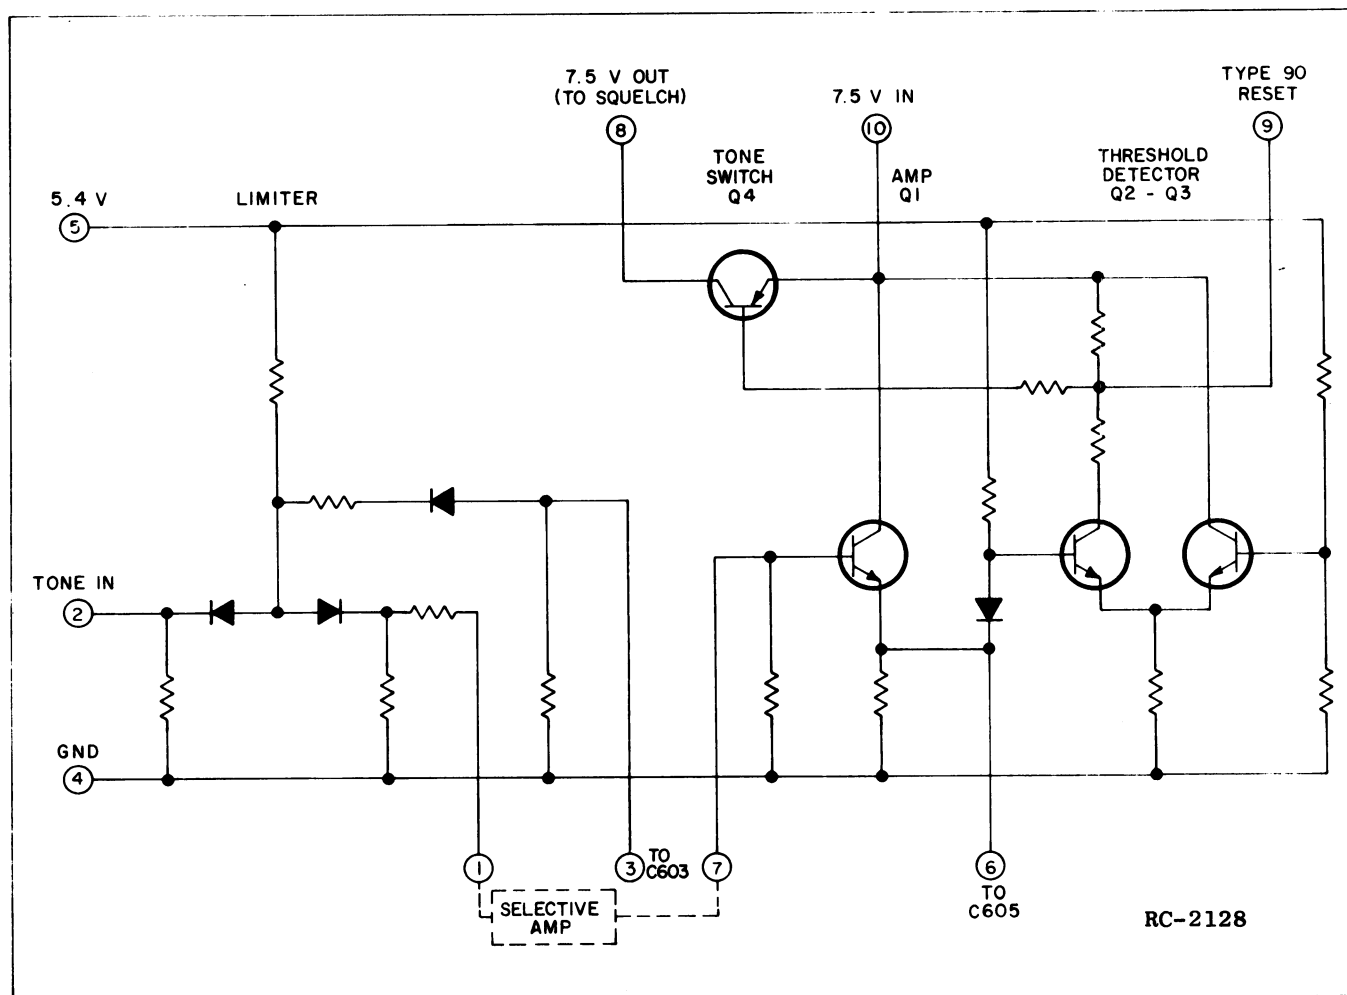 7.5 V OUT
(TO SQUELCH)
8
7.5 V IN
10
TYPE 90
RESET
9
TONE
SWITCH
Q4
AMP
Q1
THRESHOLD
DETECTOR
Q2 - Q3
5.4 V
5
LIMITER
TONE IN
2
GND
4
1
3
TO
C603
7
6
TO
C605
SELECTIVE
AMP
RC-2128